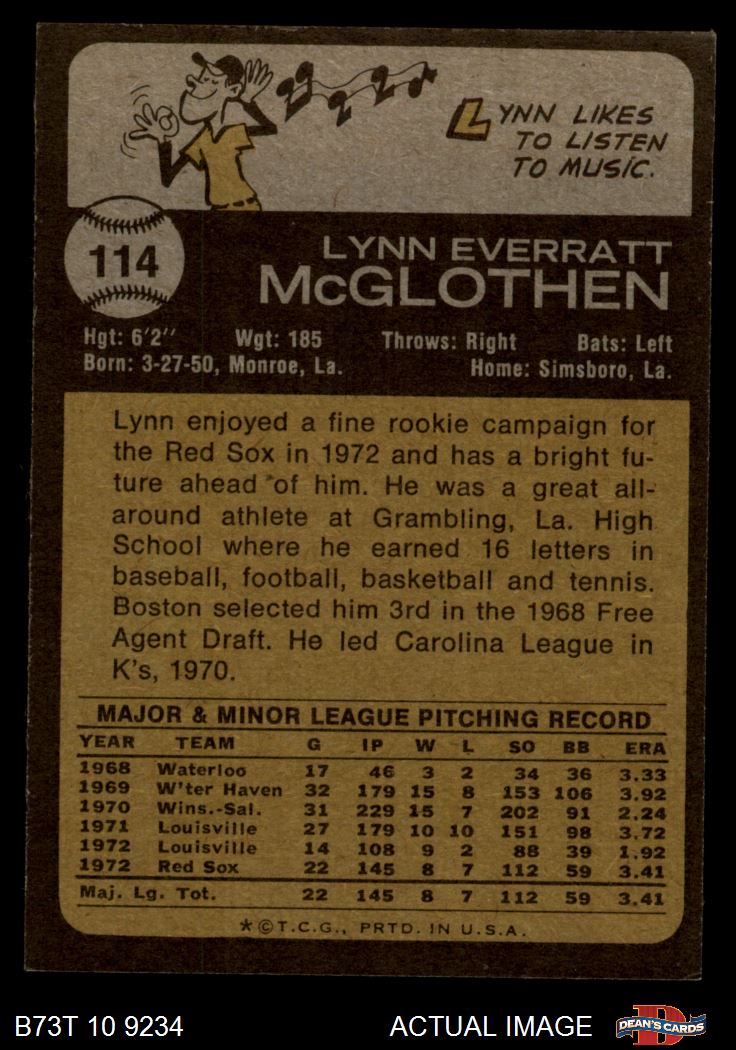 LYNN LIKES
TO LISTEN
TO MUSIC.
114
LYNN EVERRATT
McGLOTHEN
Hgt: 6'2" Wgt: 185 Throws: Right Bats: Left
Born: 3-27-50, Monroe, La. Home: Simsboro, La.
Lynn enjoyed a fine rookie campaign for
the Red Sox in 1972 and has a bright fu-
ture ahead of him. He was a great all-
around athlete at Grambling, La. High
School where he earned 16 letters in
baseball, football, basketball and tennis.
Boston selected him 3rd in the 1968 Free
Agent Draft. He led Carolina League in
K's, 1970.
MAJOR & MINOR LEAGUE PITCHING RECORD
YEAR TEAM G IP W L SO BB ERA
1968 Waterloo 17 46 3 2 34 36 3.33
1969 W'ter Haven 32 179 15 8 153 106 3.92
1970 Wins.-Sal. 31 229 15 7 202 91 2.24
1971 Louisville 27 179 10 10 151 98 3.72
1972 Louisville 14 108 9 2 88 39 1.92
1972 Red Sox 22 145 8 7 112 59 3.41
Maj. Lg. Tot. 22 145 8 7 112 59 3.41
*©T.C.G., PRTD. IN U.S.A.
B73T 10 9234 ACTUAL IMAGE D DEAN'S CARDS